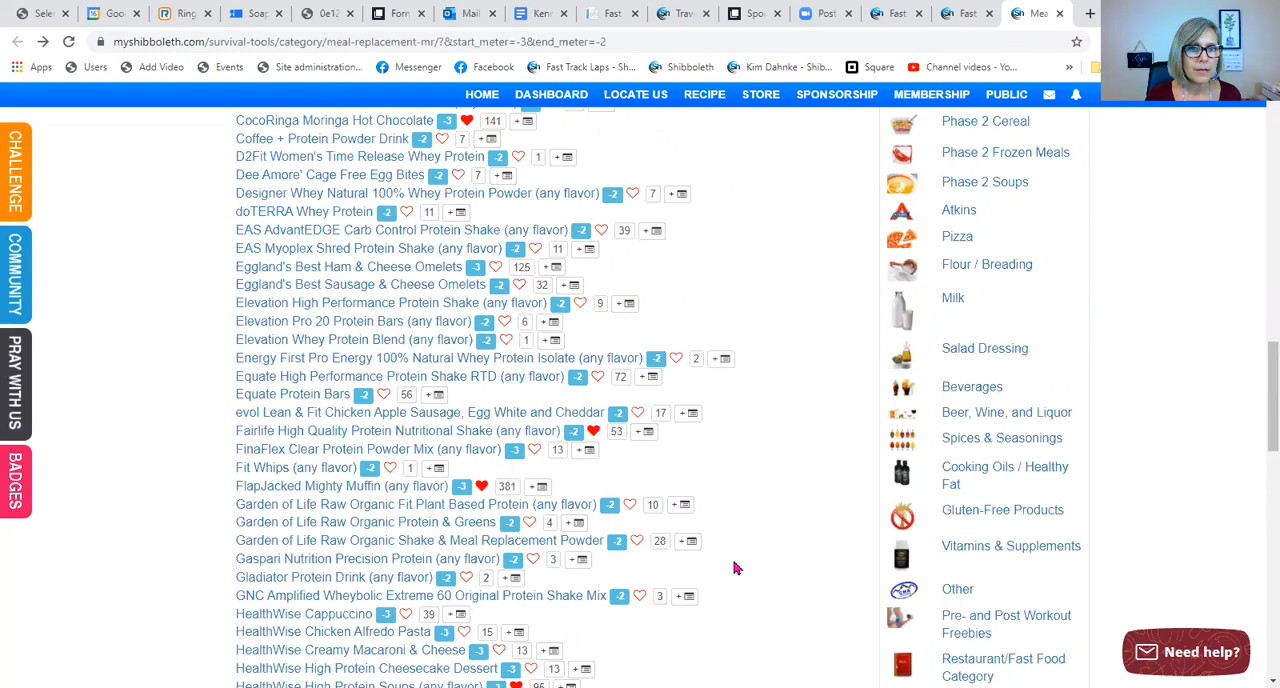 Sele
Goo
Ring
Soap
0e12
Forn
Mail
Kenr
Fast
Trav
Spo
Post
Fast
Fast
Mea
myshibboleth.com/survival-tools/category/meal-replacement-mr/?&start_meter=-3&end_meter=-2
Apps Users Add Video Events Site administration... Messenger Faceb Fast Track Laps - S... Shibboleth Kim Dahnke - Shib... Square Channel videos - Yo... »
HOME DASHBOARD LOCATE US RECIPE STORE SPONSORSHIP MEMBERSHIP PUBLIC
CHALLENGE
COMMUNITY
PRAY WITH US
BADGES
CocoRinga Moringa Hot Chocolate -3 141 +
Coffee + Protein Powder Drink -2 7 +
D2Fit Women's Time Release Whey Protein -2 1 +
Dee Amore' Cage Free Egg Bites -2 7 +
Designer Whey Natural 100% Whey Protein Powder (any flavor) -2 7 +
doTERRA Whey Protein -2 11 +
EAS AdvantEDGE Carb Control Protein Shake (any flavor) -2 39 +
EAS Myoplex Shred Protein Shake (any flavor) -2 11 +
Eggland's Best Ham & Cheese Omelets -3 125 +
Eggland's Best Sausage & Cheese Omelets -2 32 +
Elevation High Performance Protein Shake (any flavor) -2 9 +
Elevation Pro 20 Protein Bars (any flavor) -2 6 +
Elevation Whey Protein Blend (any flavor) -2 1 +
Energy First Pro Energy 100% Natural Whey Protein Isolate (any flavor) -2 2 +
Equate High Performance Protein Shake RTD (any flavor) -2 72 +
Equate Protein Bars -2 56 +
evol Lean & Fit Chicken Apple Sausage, Egg White and Cheddar -2 17 +
Fairlife High Quality Protein Nutritional Shake (any flavor) -2 53 +
FinaFlex Clear Protein Powder Mix (any flavor) -3 13 +
Fit Whips (any flavor) -2 1 +
FlapJacked Mighty Muffin (any flavor) -3 381 +
Garden of Life Raw Organic Fit Plant Based Protein (any flavor) -2 10 +
Garden of Life Raw Organic Protein & Greens -2 4 +
Garden of Life Raw Organic Shake & Meal Replacement Powder -2 28 +
Gaspari Nutrition Precision Protein (any flavor) -2 3 +
Gladiator Protein Drink (any flavor) -2 2 +
GNC Amplified Wheybolic Extreme 60 Original Protein Shake Mix -2 3 +
HealthWise Cappuccino -3 39 +
HealthWise Chicken Alfredo Pasta -3 15 +
HealthWise Creamy Macaroni & Cheese -3 13 +
HealthWise High Protein Cheesecake Dessert -3 13 +
HealthWise High Protein Soups (any flavor) -3 95 +
Phase 2 Cereal
Phase 2 Frozen Meals
Phase 2 Soups
Atkins
Pizza
Flour / Breading
Milk
Salad Dressing
Beverages
Beer, Wine, and Liquor
Spices & Seasonings
Cooking Oils / Healthy
Fat
Gluten-Free Products
Vitamins & Supplements
Other
Pre- and Post Workout
Freebies
Restaurant/Fast Food
Category
Need help?